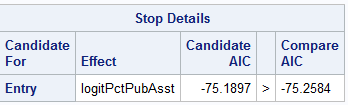 Stop Details
Candidate For Effect Candidate AIC Compare AIC
Entry logitPctPubAsst -75.1897 > -75.2584